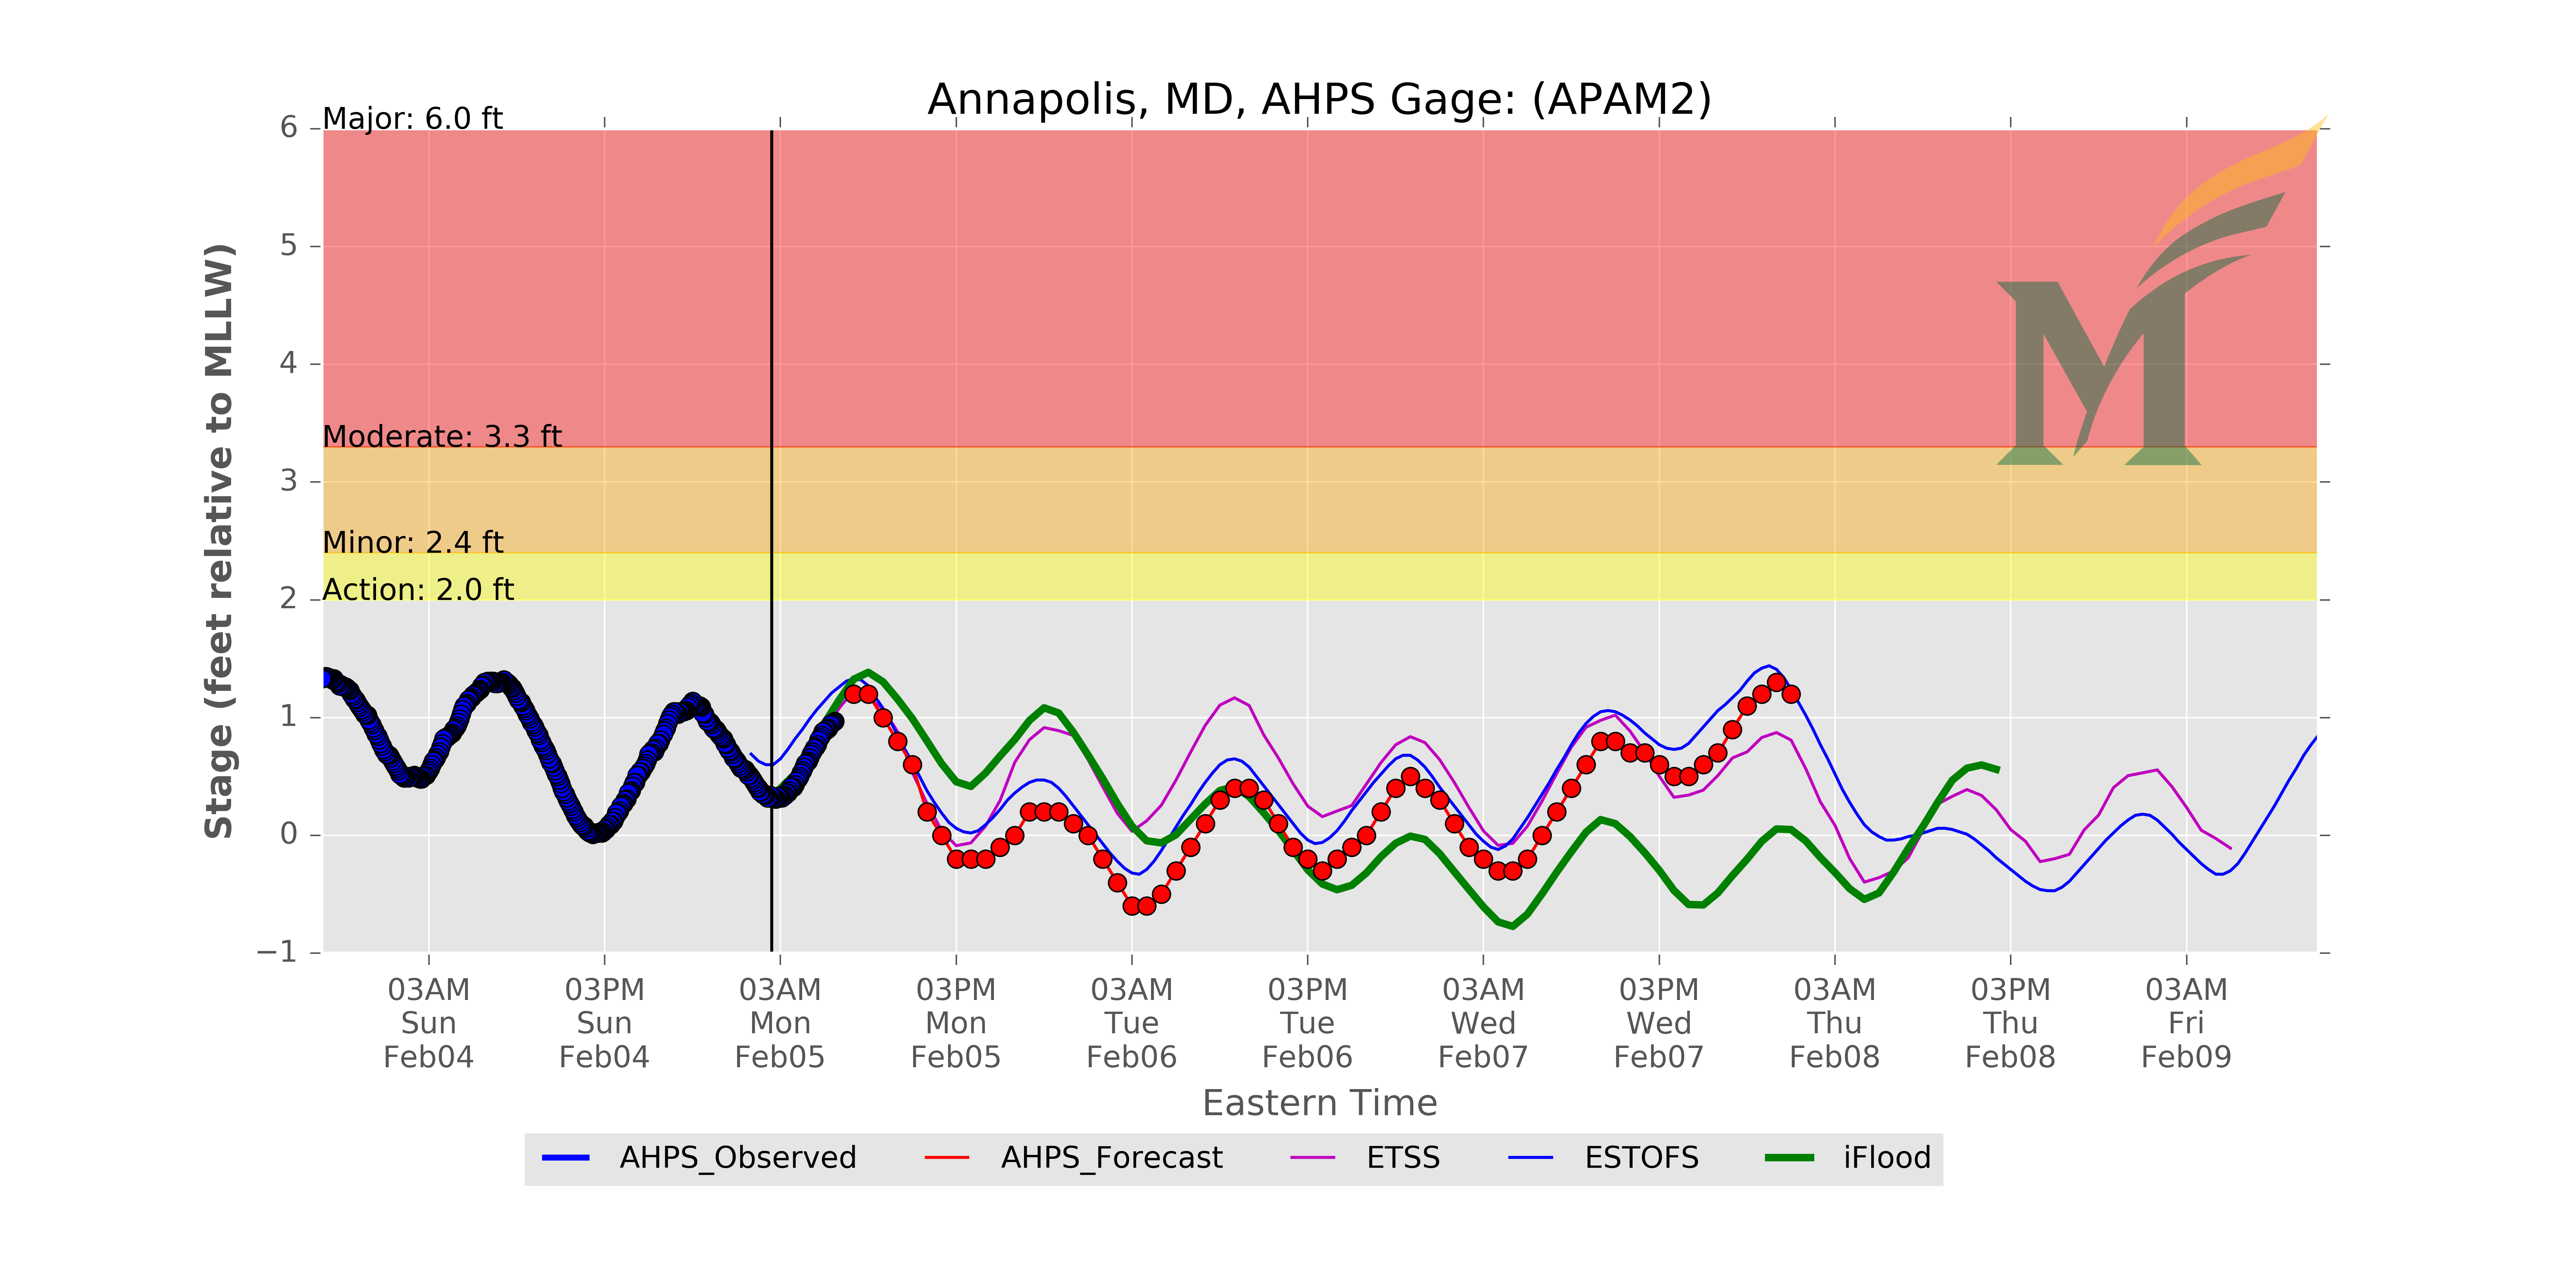 Annapolis, MD, AHPS Gage: (APAM2)
Major: 6.0 ft
Moderate: 3.3 ft
Minor: 2.4 ft
Action: 2.0 ft
Stage (feet relative to MLLW)
6
5
4
3
2
1
0
−1
03AM 03PM 03AM 03PM 03AM 03PM 03AM 03PM 03AM 03PM 03AM
Sun Sun Mon Mon Tue Tue Wed Wed Thu Thu Fri
Feb04 Feb04 Feb05 Feb05 Feb06 Feb06 Feb07 Feb07 Feb08 Feb08 Feb09
Eastern Time
AHPS_Observed AHPS_Forecast ETSS ESTOFS iFlood
M